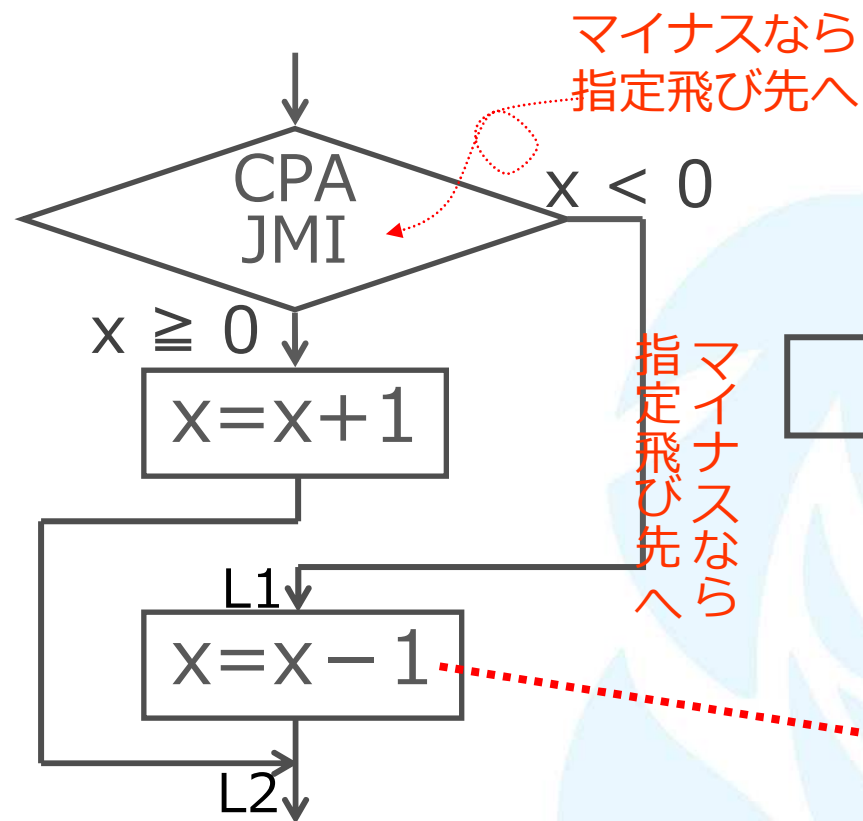 マイナスなら
指定飛び先へ
CPA
JMI
x < 0
x ≧ 0
x=x+1
マイナスなら
指定飛び先へ
L1
x=x−1
L2